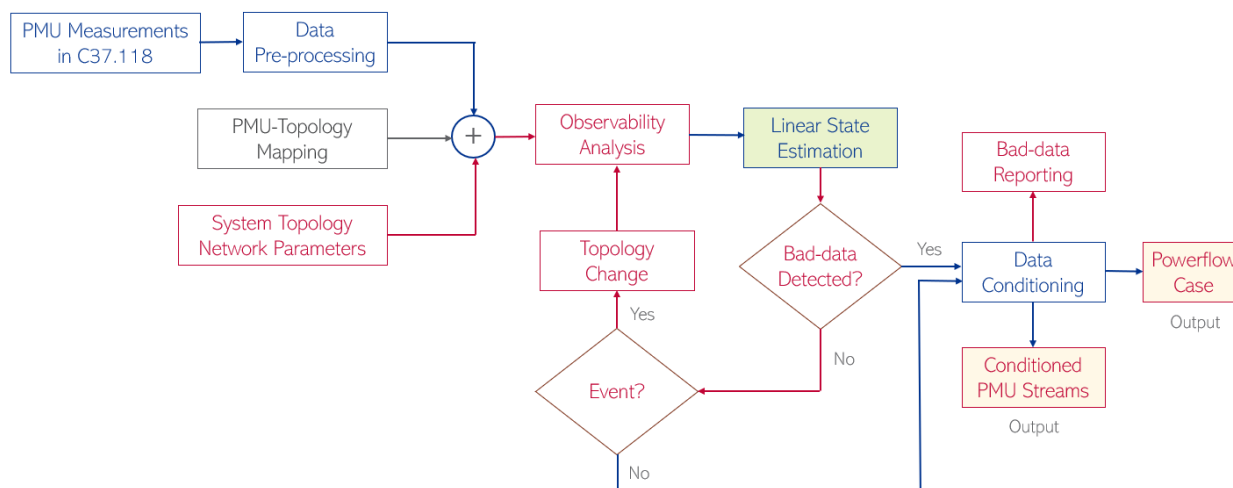 PMU Measurements
in C37.118
Data
Pre-processing
PMU-Topology
Mapping
+
Observability
Analysis
Linear State
Estimation
Bad-data
Reporting
System Topology
Network Parameters
Topology
Change
Bad-data
Detected?
Yes
Data
Conditioning
Powerflow
Case
Output
Yes
No
Event?
Conditioned
PMU Streams
Output
No